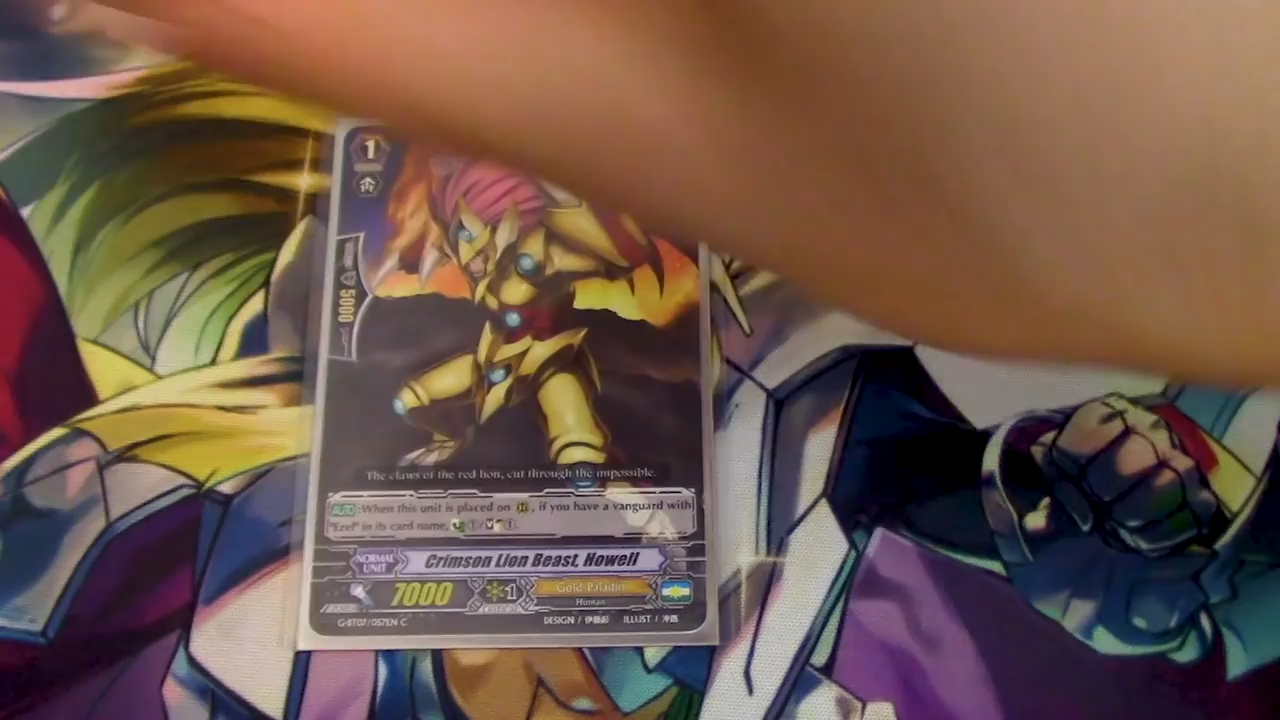 1
5000
The claws of the red lion, cut through the impossible.
AUTO :When this unit is placed on , if you have a vanguard with
"Ezel" in its card name,
NORMAL
UNIT
Crimson Lion Beast, Howell
7000
1
Gold Paladin
Human
G-BT07/057EN C
DESIGN / 伊藤彰 ILLUST /